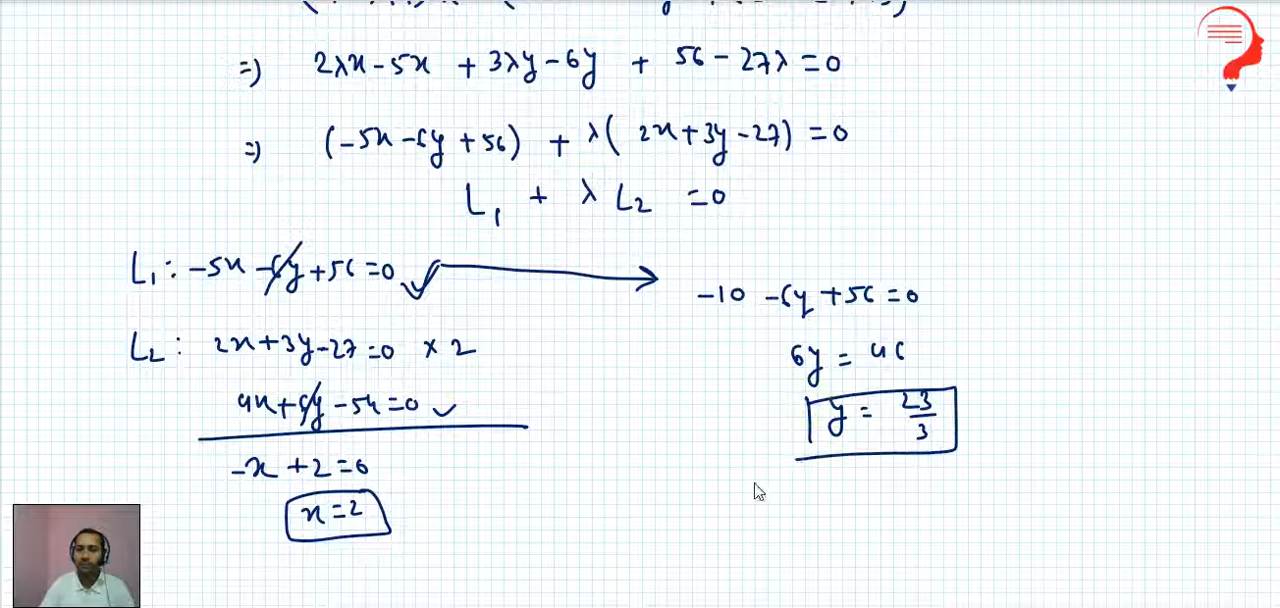 =) 2λx - 5x + 3λy - 6y + 56 - 27λ = 0
=) (-5x - 6y + 56) + λ( 2x + 3y - 27) = 0
L₁ + λ L₂ = 0
L₁ : -5x - 6y + 56 = 0 ✓
L₂ : 2x + 3y - 27 = 0 × 2
4x + 6y - 54 = 0 ✓
-x + 2 = 0
x = 2
-10 - 6y + 56 = 0
6y = 46
y = 23/3